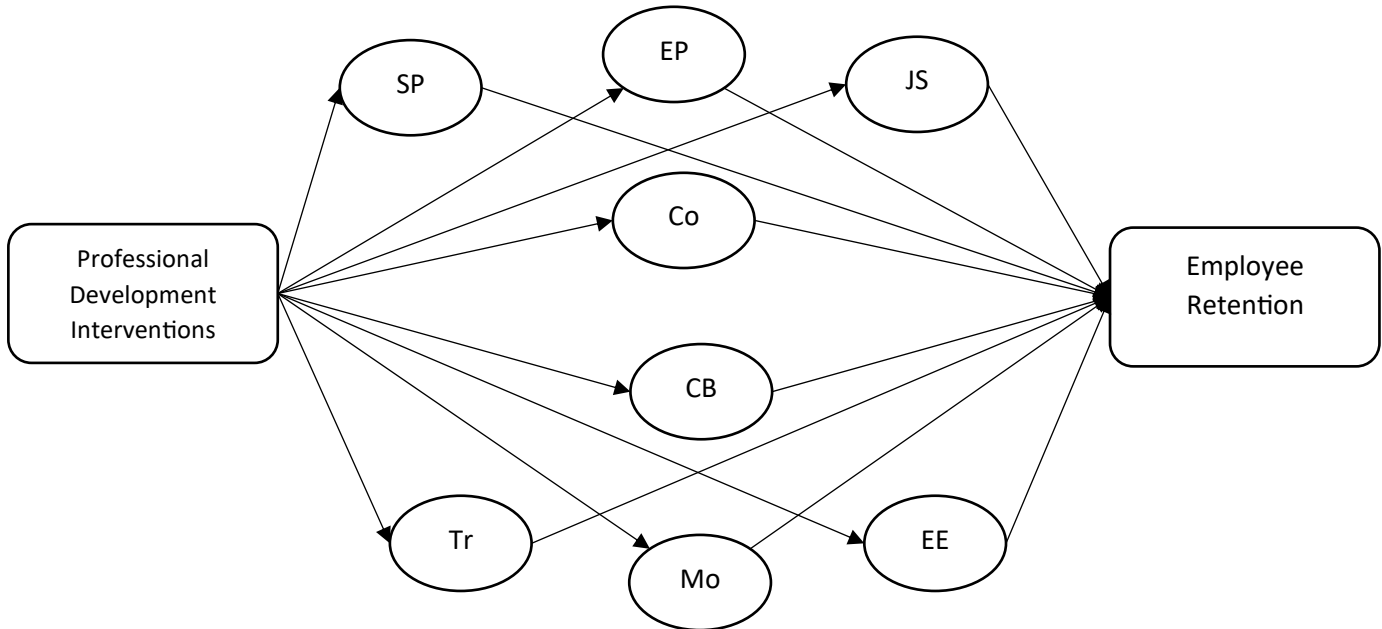 SP
EP
JS
Co
Professional
Development
Interventions
Employee
Retention
CB
Tr
Mo
EE